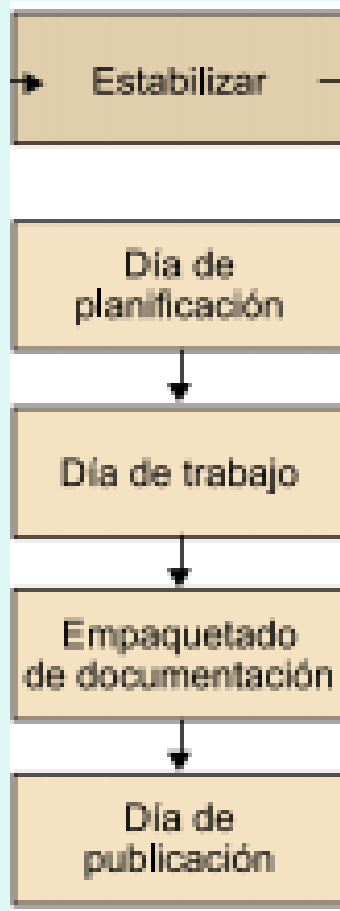 Estabilizar
Día de
planificación
Día de trabajo
Empaquetado
de documentación
Día de
publicación